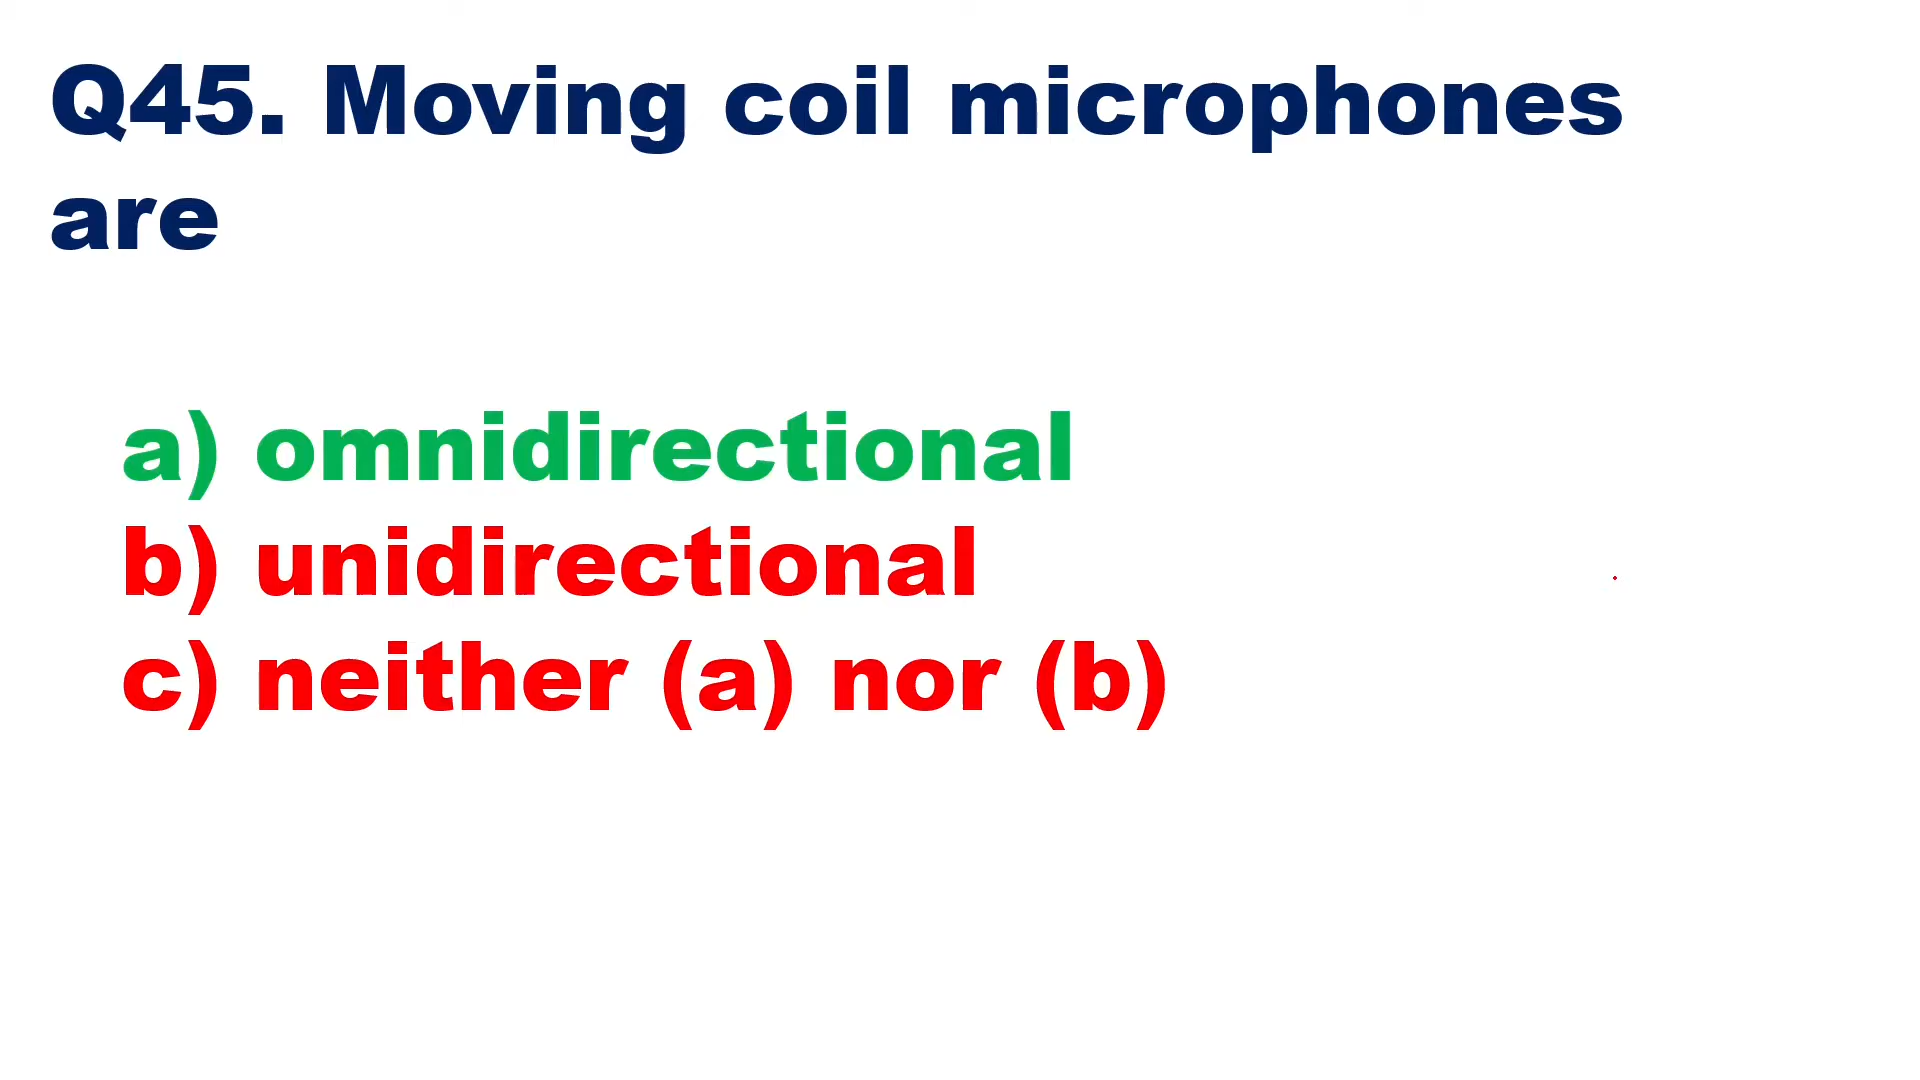 Q45. Moving coil microphones
are
a) omnidirectional
b) unidirectional
c) neither (a) nor (b)